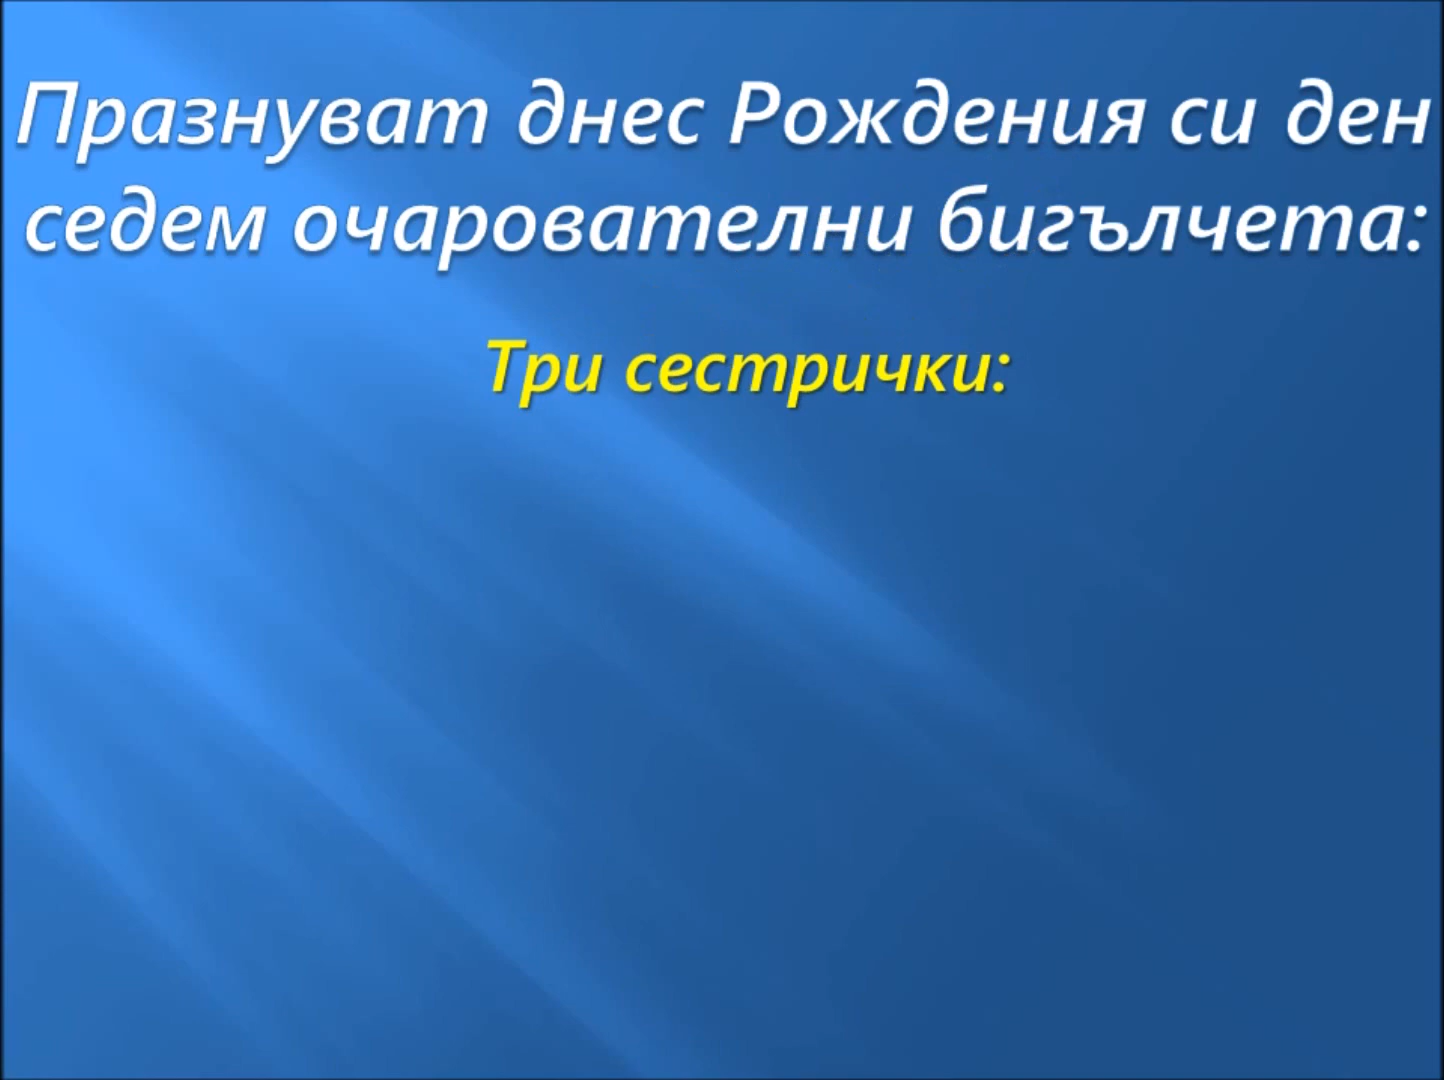 Празнуват днес Рождения си ден
седем очарователни бигълчета:
Три сестрички: